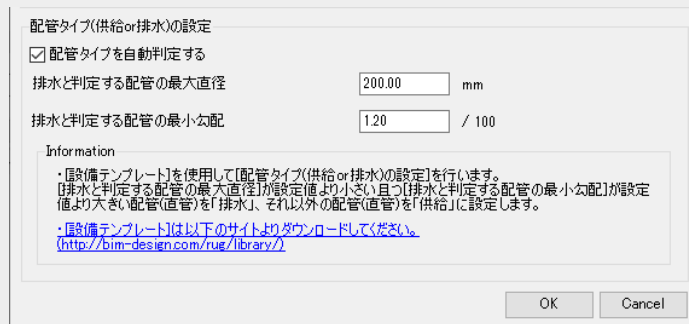 配管タイプ(供給or排水)の設定
配管タイプを自動判定する
排水と判定する配管の最大直径 200.00 mm
排水と判定する配管の最小勾配 1.20 / 100
Information
・[設備テンプレート]を使用して[配管タイプ(供給or排水)の設定]を行います。
[排水と判定する配管の最大直径]が設定値より小さい且つ[排水と判定する配管の最小勾配]が設定
値より大きい配管(直管)を｢排水｣、それ以外の配管(直管)を｢供給｣に設定します。
・[設備テンプレート]は以下のサイトよりダウンロードしてください。
(http://bim-design.com/rug/library/)
OK Cancel